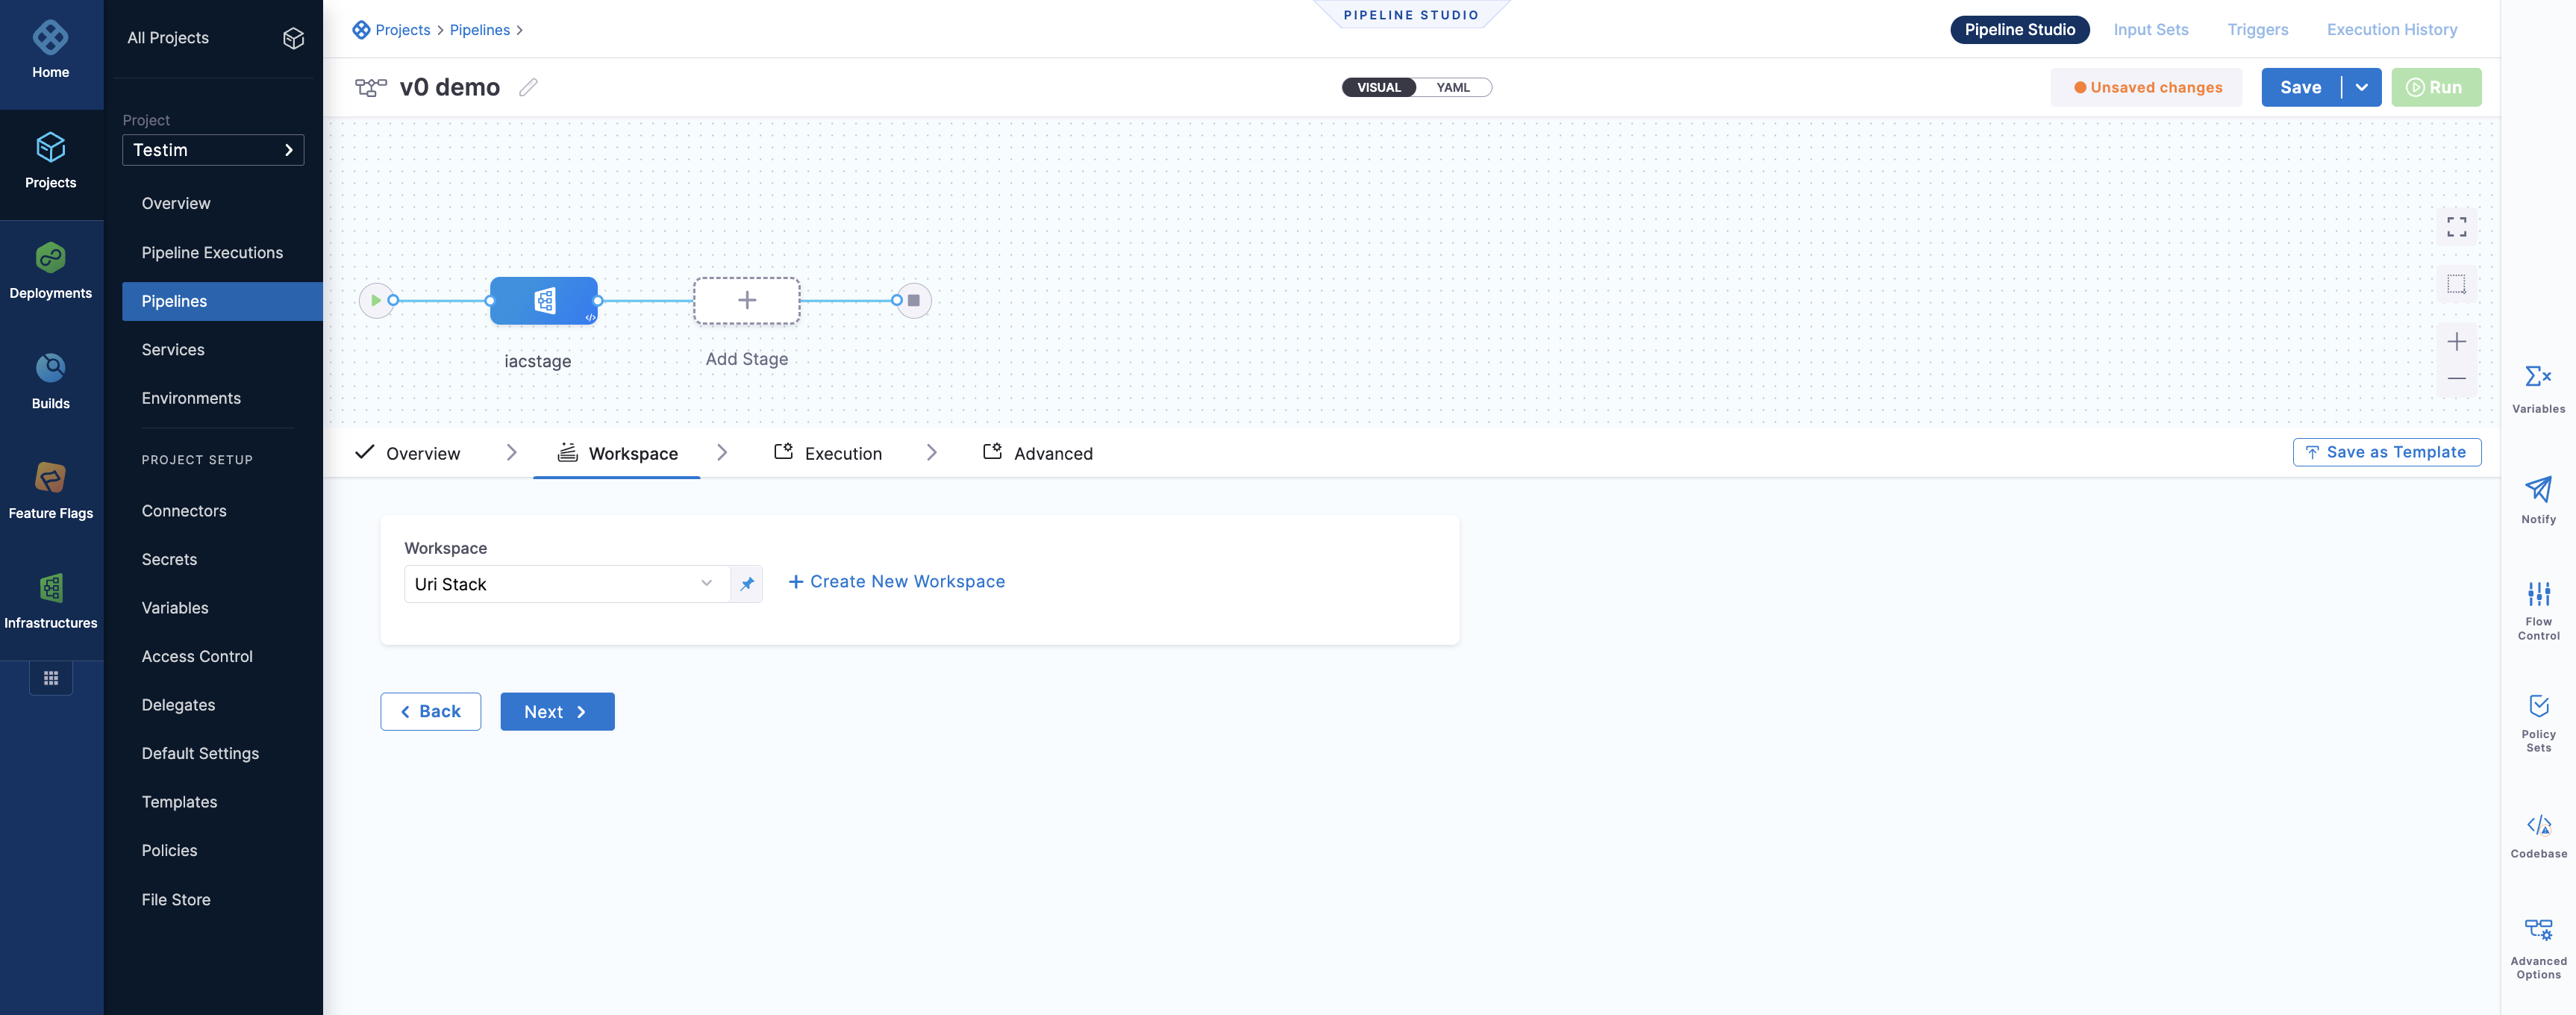 Home
Projects
Deployments
Builds
Feature Flags
Infrastructures
All Projects
Project
Testim
Overview
Pipeline Executions
Pipelines
Services
Environments
PROJECT SETUP
Connectors
Secrets
Variables
Access Control
Delegates
Default Settings
Templates
Policies
File Store
Projects > Pipelines >
PIPELINE STUDIO
Pipeline Studio Input Sets Triggers Execution History
v0 demo
VISUAL YAML
Unsaved changes
Save
Run
iacstage
Add Stage
Overview Workspace Execution Advanced
Save as Template
Workspace
Uri Stack
+ Create New Workspace
Back
Next
Variables
Notify
Flow
Control
Policy
Sets
Codebase
Advanced
Options